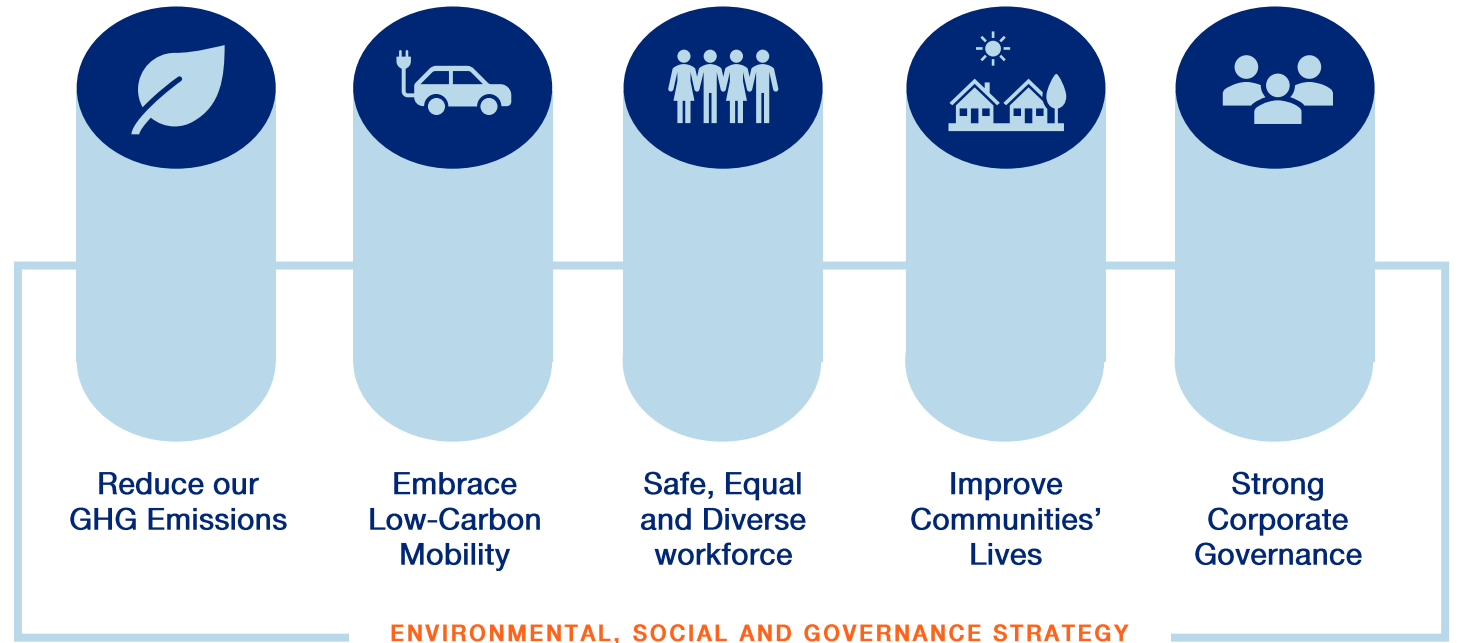 Reduce our
GHG Emissions
Embrace
Low-Carbon
Mobility
Safe, Equal
and Diverse
workforce
Improve
Communities’
Lives
Strong
Corporate
Governance
ENVIRONMENTAL, SOCIAL AND GOVERNANCE STRATEGY